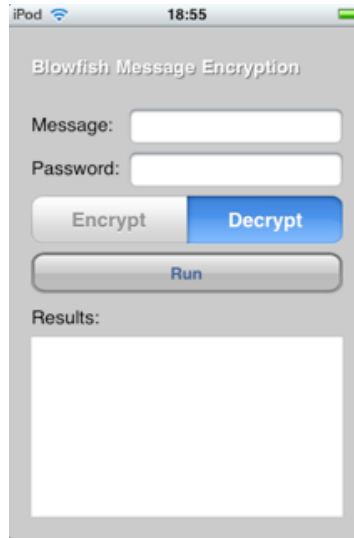 iPod 18:55
Blowfish Message Encryption
Message:
Password:
Encrypt Decrypt
Run
Results: